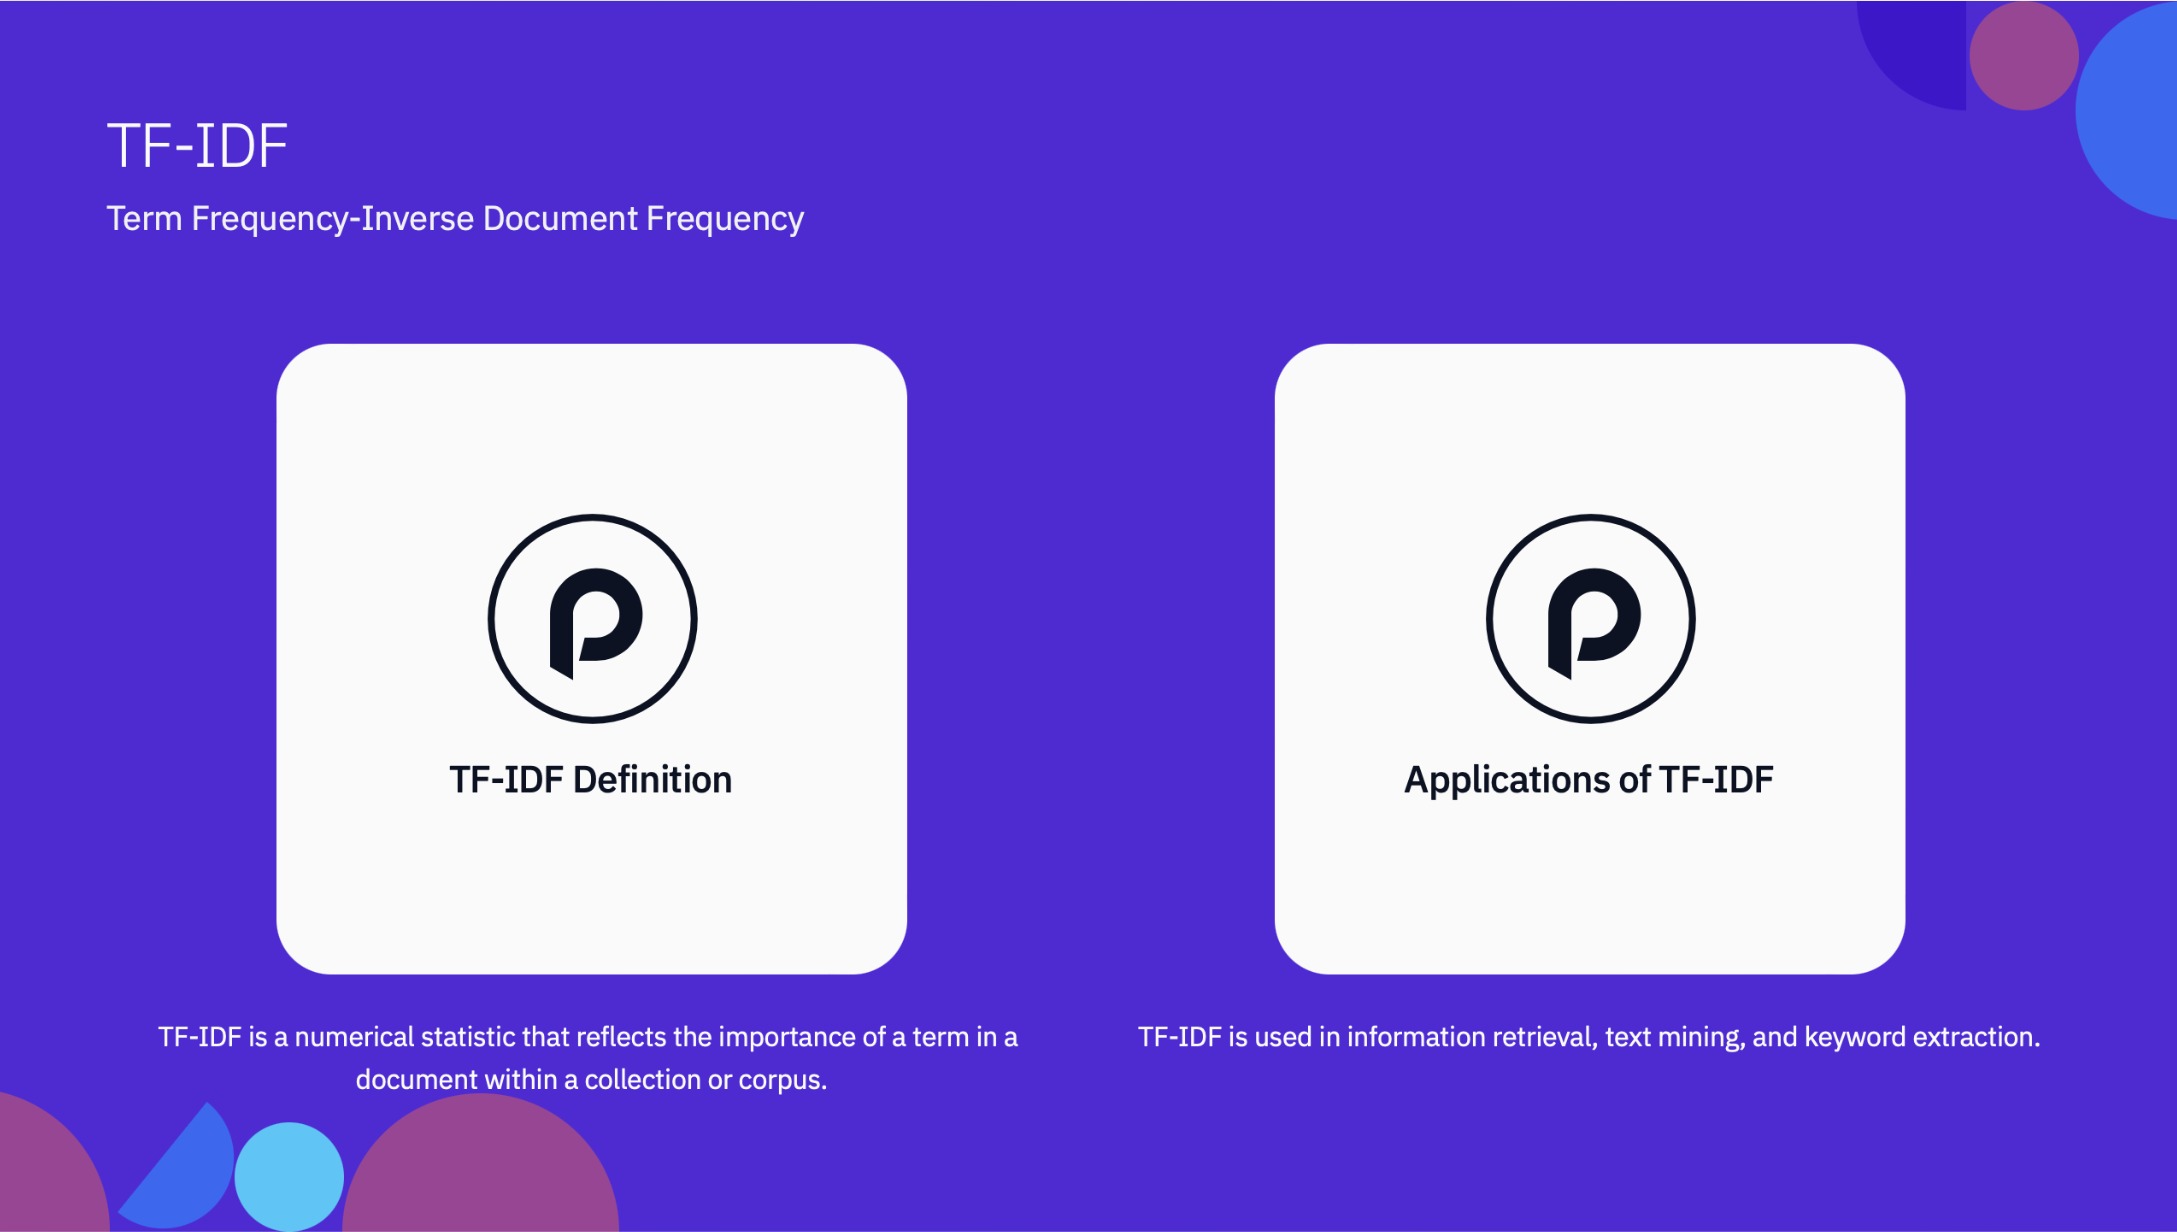 TF-IDF
Term Frequency-Inverse Document Frequency
TF-IDF Definition
TF-IDF is a numerical statistic that reflects the importance of a term in a
document within a collection or corpus.
Applications of TF-IDF
TF-IDF is used in information retrieval, text mining, and keyword extraction.